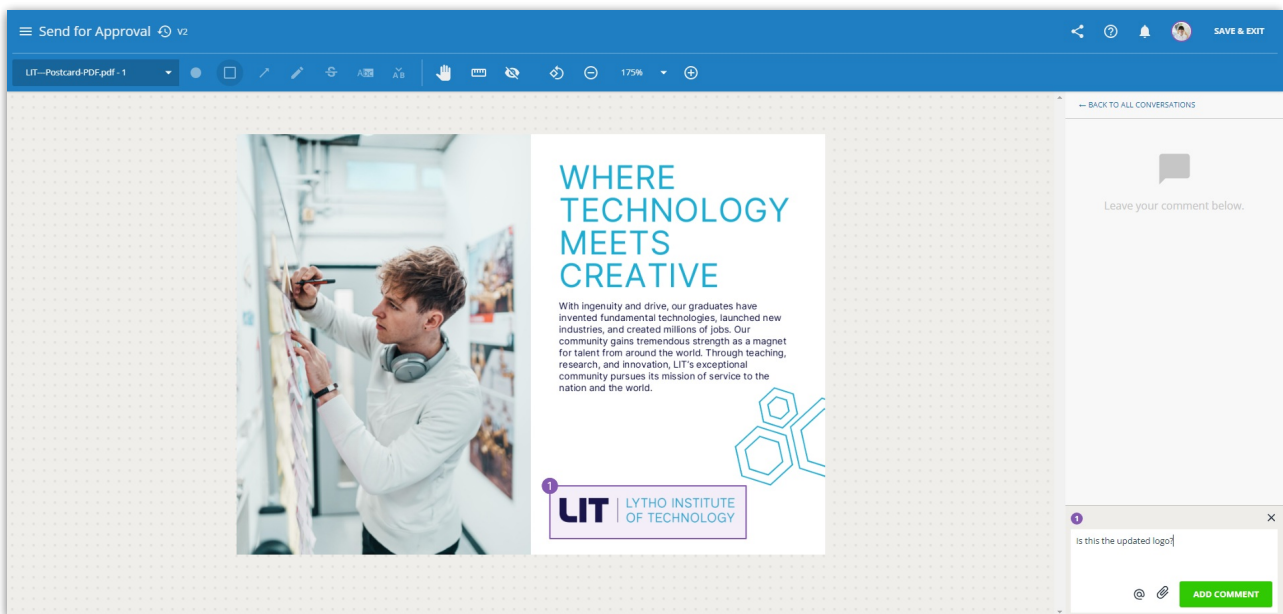 Send for Approval V2
SAVE & EXIT
LIT---Postcard-PDF.pdf - 1
175%
← BACK TO ALL CONVERSATIONS
Leave your comment below.
WHERE
TECHNOLOGY
MEETS
CREATIVE
With ingenuity and drive, our graduates have
invented fundamental technologies, launched new
industries, and created millions of jobs. Our
community gains tremendous strength as a magnet
for talent from around the world. Through teaching,
research, and innovation, LIT's exceptional
community pursues its mission of service to the
nation and the world.
1
LIT | LYTHO INSTITUTE
OF TECHNOLOGY
1
Is this the updated logo?
@
ADD COMMENT